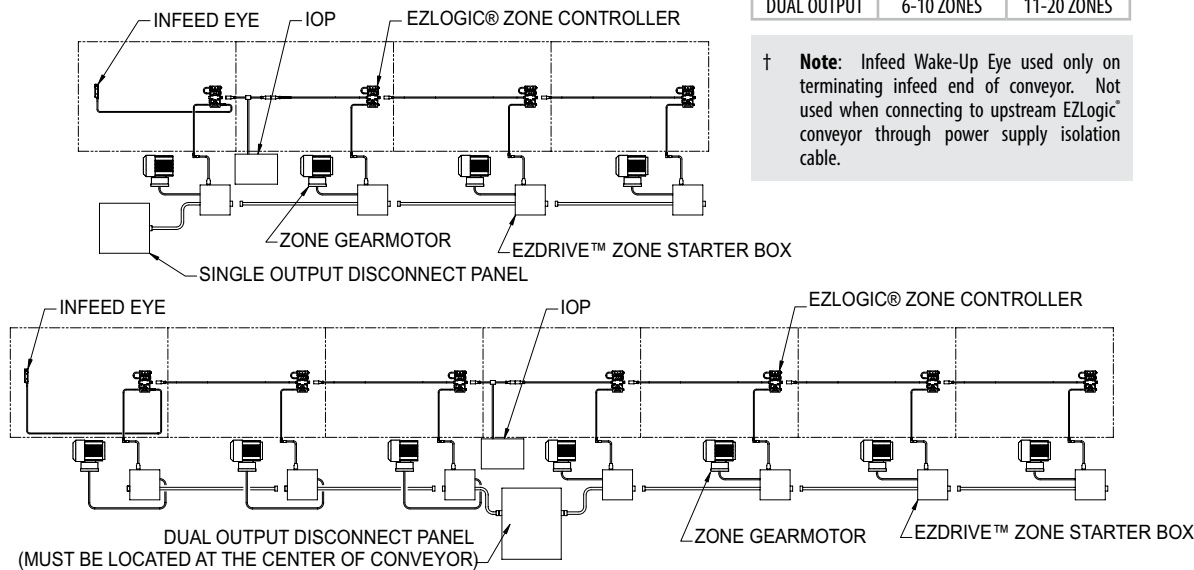 INFEED EYE
IOP
EZLOGIC® ZONE CONTROLLER
ZONE GEARMOTOR
EZDRIVE™ ZONE STARTER BOX
SINGLE OUTPUT DISCONNECT PANEL
DUAL OUTPUT 6-10 ZONES 11-20 ZONES
† Note: Infeed Wake-Up Eye used only on
terminating infeed end of conveyor. Not
used when connecting to upstream EZLogic®
conveyor through power supply isolation
cable.
INFEED EYE
IOP
EZLOGIC® ZONE CONTROLLER
DUAL OUTPUT DISCONNECT PANEL
(MUST BE LOCATED AT THE CENTER OF CONVEYOR)
ZONE GEARMOTOR
EZDRIVE™ ZONE STARTER BOX